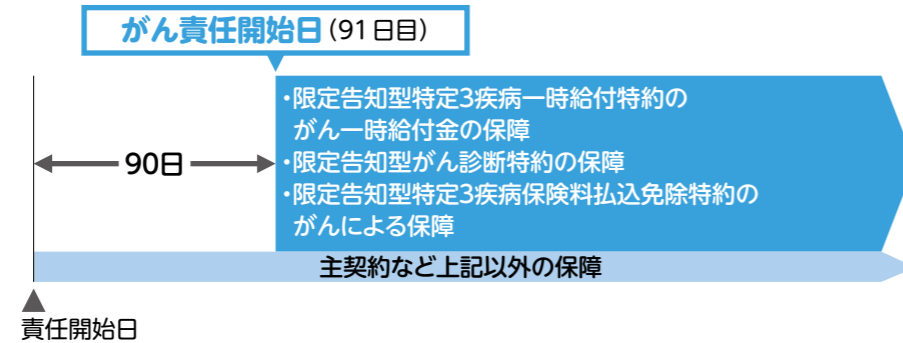 がん責任開始日(91日目)
・限定告知型特定3疾病一時給付特約の
がん一時給付金の保障
・限定告知型がん診断特約の保障
・限定告知型特定3疾病保険料払込免除特約の
がんによる保障
90日
主契約など上記以外の保障
責任開始日